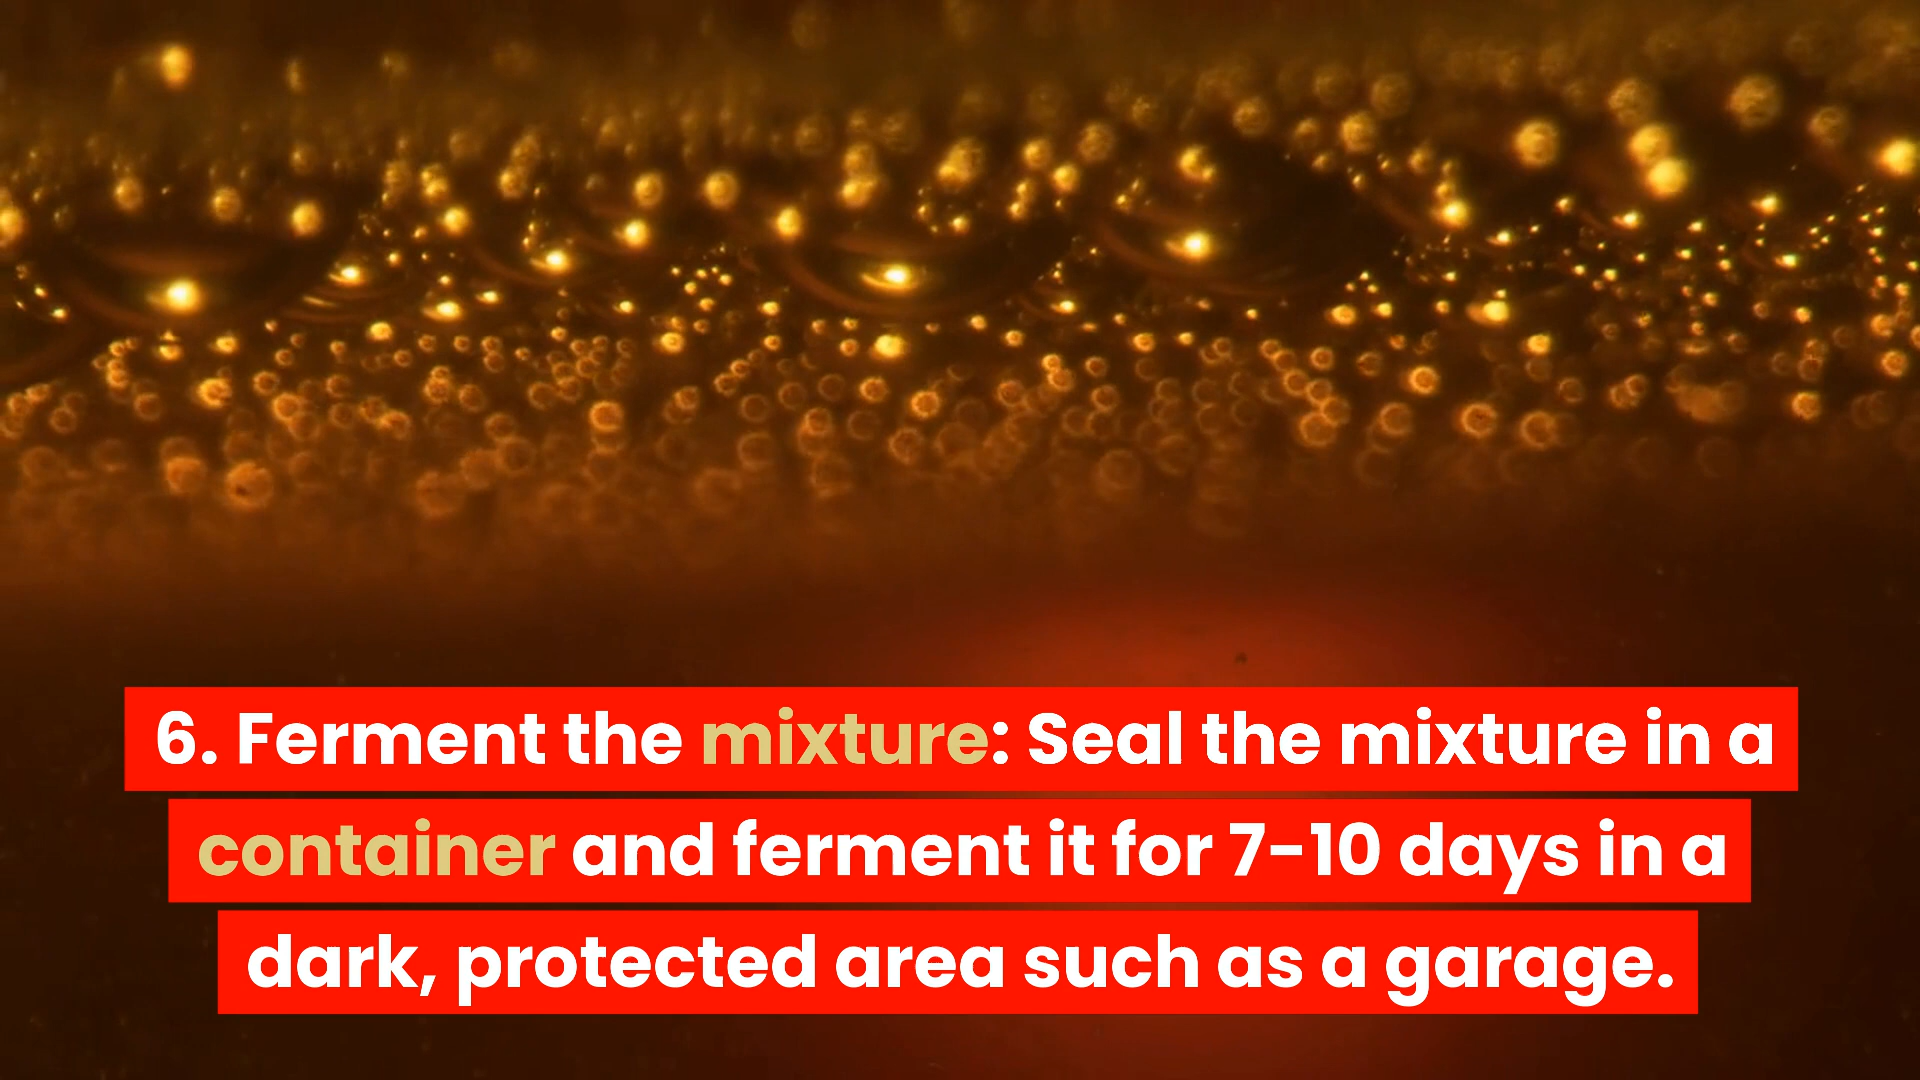 6. Ferment the mixture: Seal the mixture in a
container and ferment it for 7-10 days in a
dark, protected area such as a garage.